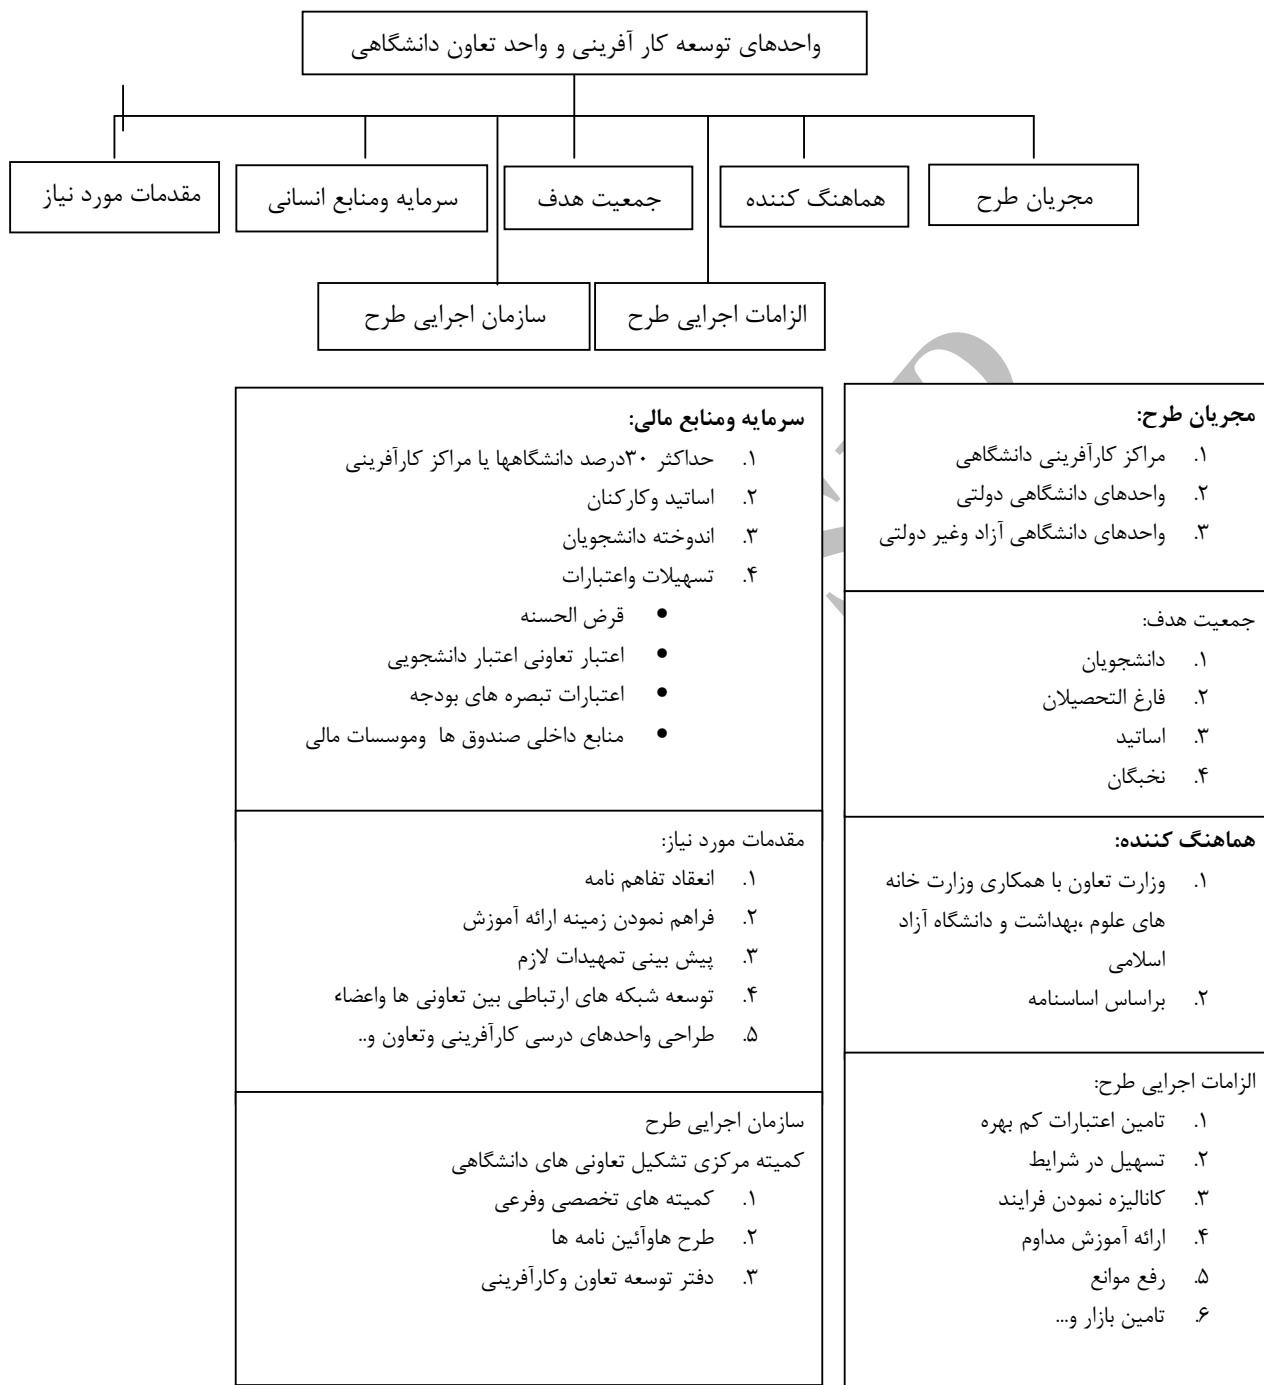 واحدهای توسعه کار آفرینی و واحد تعاون دانشگاهی
مجریان طرح
هماهنگ کننده
جمعیت هدف
سرمایه ومنابع انسانی
مقدمات مورد نیاز
الزامات اجرایی طرح
سازمان اجرایی طرح
مجریان طرح:
۱. مراکز کارآفرینی دانشگاهی
۲. واحدهای دانشگاهی دولتی
۳. واحدهای دانشگاهی آزاد وغیر دولتی
جمعیت هدف:
۱. دانشجویان
۲. فارغ التحصیلان
۳. اساتید
۴. نخبگان
هماهنگ کننده:
۱. وزارت تعاون با همکاری وزارت خانه
های علوم ،بهداشت و دانشگاه آزاد
اسلامی
۲. براساس اساسنامه
الزامات اجرایی طرح:
۱. تامین اعتبارات کم بهره
۲. تسهیل در شرایط
۳. کانالیزه نمودن فرایند
۴. ارائه آموزش مداوم
۵. رفع موانع
۶. تامین بازار و...
سرمایه ومنابع مالی:
۱. حداکثر ۳۰درصد دانشگاهها یا مراکز کارآفرینی
۲. اساتید وکارکنان
۳. اندوخته دانشجویان
۴. تسهیلات واعتبارات
• قرض الحسنه
• اعتبار تعاونی اعتبار دانشجویی
• اعتبارات تبصره های بودجه
• منابع داخلی صندوق ها وموسسات مالی
مقدمات مورد نیاز:
۱. انعقاد تفاهم نامه
۲. فراهم نمودن زمینه ارائه آموزش
۳. پیش بینی تمهیدات لازم
۴. توسعه شبکه های ارتباطی بین تعاونی ها واعضاء
۵. طراحی واحدهای درسی کارآفرینی وتعاون و..
سازمان اجرایی طرح
کمیته مرکزی تشکیل تعاونی های دانشگاهی
۱. کمیته های تخصصی وفرعی
۲. طرح هاوآئین نامه ها
۳. دفتر توسعه تعاون وکارآفرینی